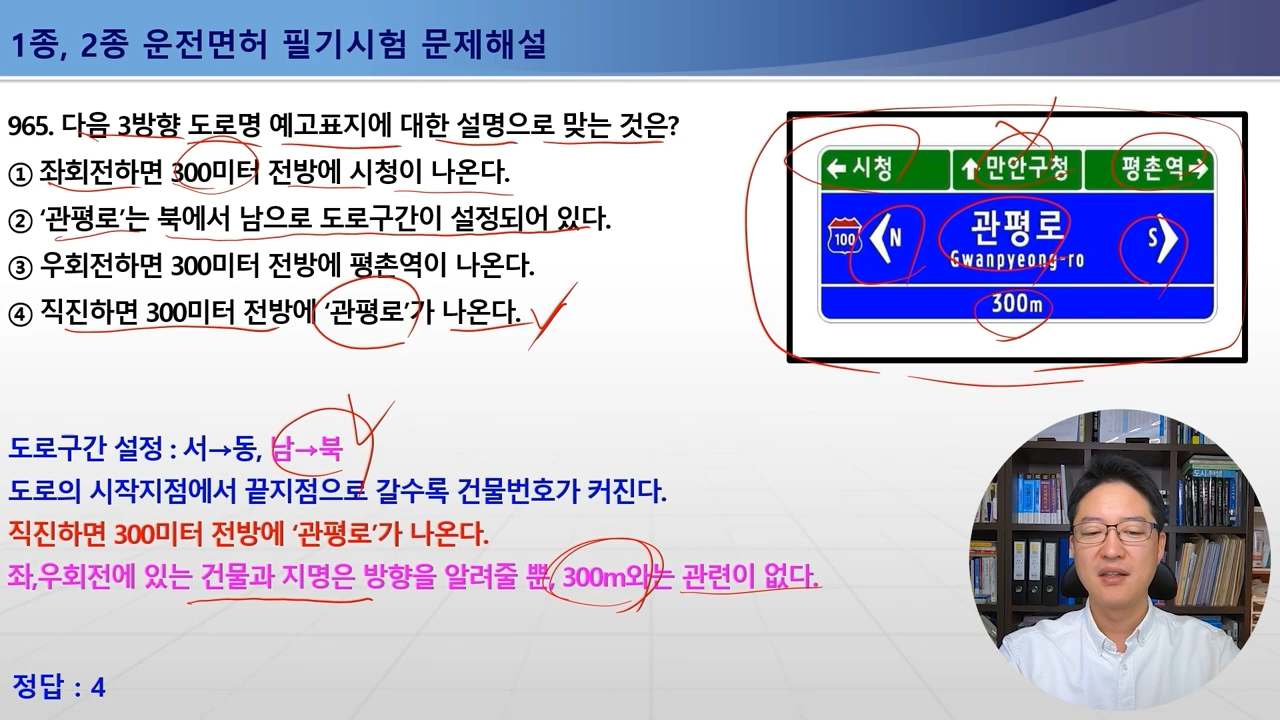 1종, 2종 운전면허 필기시험 문제해설
965. 다음 3방향 도로명 예고표지에 대한 설명으로 맞는 것은?
① 좌회전하면 300미터 전방에 시청이 나온다.
② ‘관평로’는 북에서 남으로 도로구간이 설정되어 있다.
③ 우회전하면 300미터 전방에 평촌역이 나온다.
④ 직진하면 300미터 전방에 ‘관평로’가 나온다.
←시청
↑만안구청
평촌역→
100
N
관평로
S
Gwanpyeong-ro
300m
도로구간 설정 : 서→동, 남→북
도로의 시작지점에서 끝지점으로 갈수록 건물번호가 커진다.
직진하면 300미터 전방에 ‘관평로’가 나온다.
좌,우회전에 있는 건물과 지명은 방향을 알려줄 뿐, 300m와는 관련이 없다.
정답 : 4